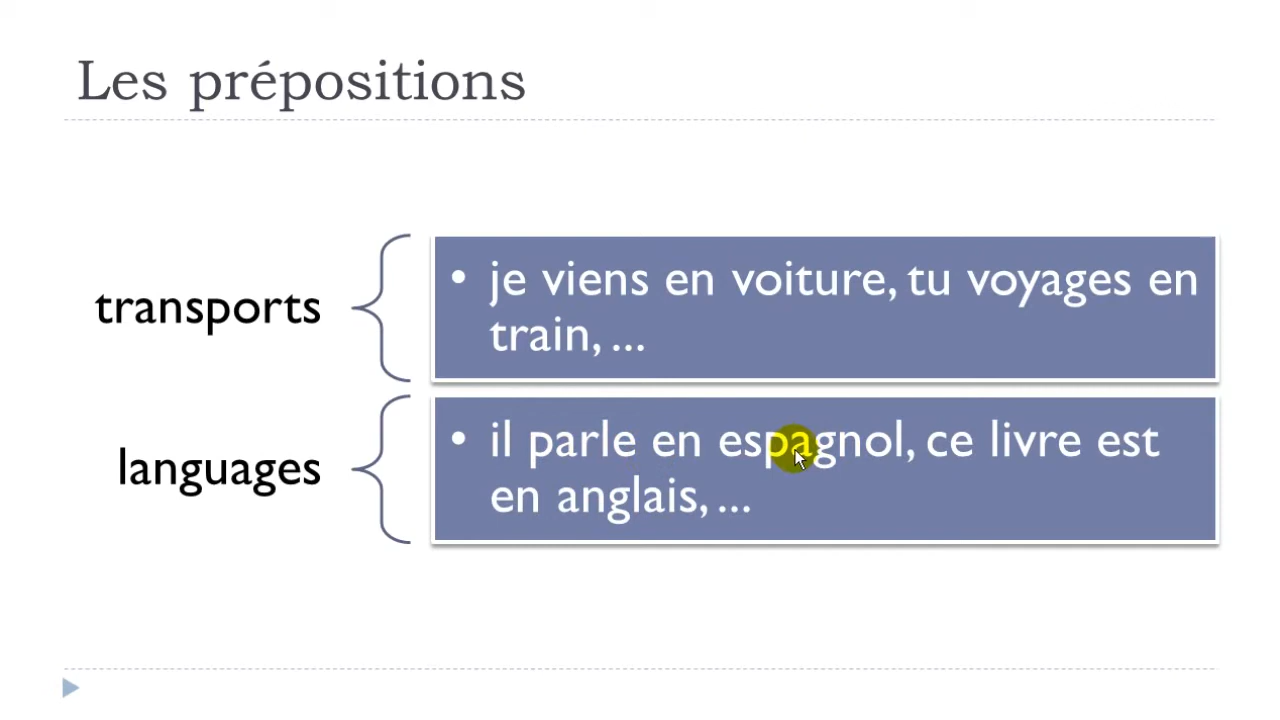 Les prépositions
transports
• je viens en voiture, tu voyages en
train, ...
languages
• il parle en espagnol, ce livre est
en anglais, ...